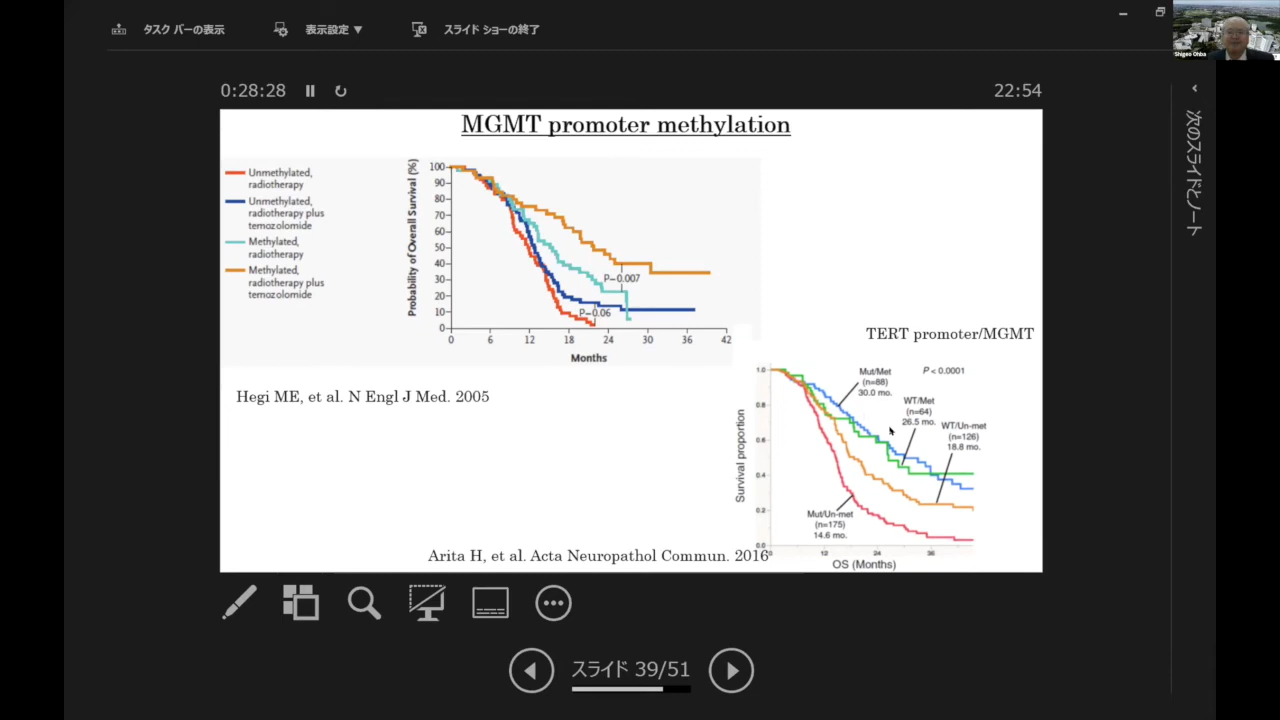 タスク バーの表示
表示設定 ▼
スライド ショーの終了
Shigeo Ohba
0:28:28
22:54
次のスライドとノート
MGMT promoter methylation
Unmethylated,
radiotherapy
Unmethylated,
radiotherapy plus
temozolomide
Methylated,
radiotherapy
Methylated,
radiotherapy plus
temozolomide
Probability of Overall Survival (%)
100
90
80
70
60
50
40
30
20
10
0
P=0.007
P=0.06
0 6 12 18 24 30 36 42
Months
Hegi ME, et al. N Engl J Med. 2005
TERT promoter/MGMT
Survival proportion
1.0
0.8
0.6
0.4
0.2
0.0
Mut/Met
(n=88)
30.0 mo.
P < 0.0001
WT/Met
(n=64)
26.5 mo.
WT/Un-met
(n=126)
18.8 mo.
Mut/Un-met
(n=175)
14.6 mo.
0 12 24 36
OS (Months)
Arita H, et al. Acta Neuropathol Commun. 2016
スライド 39/51